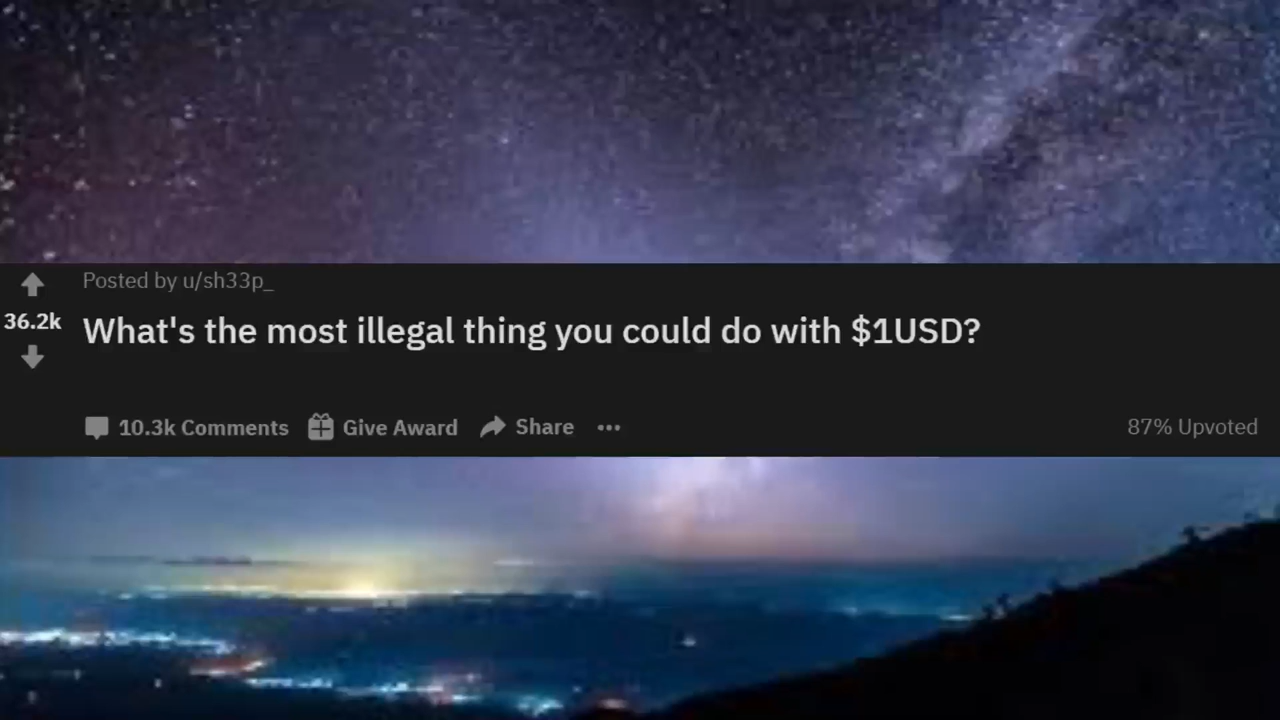 Posted by u/sh33p_
36.2k
What's the most illegal thing you could do with $1USD?
10.3k Comments Give Award Share ••• 87% Upvoted